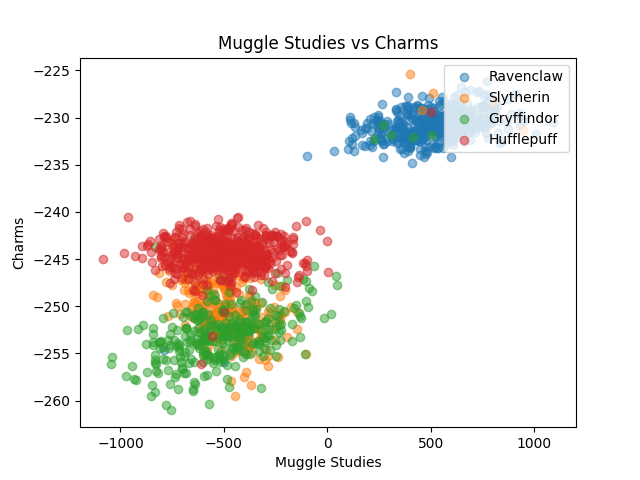 Muggle Studies vs Charms
−225
−230
−235
−240
−245
−250
−255
−260
Charms
Ravenclaw
Slytherin
Gryffindor
Hufflepuff
−1000
−500
0
500
1000
Muggle Studies